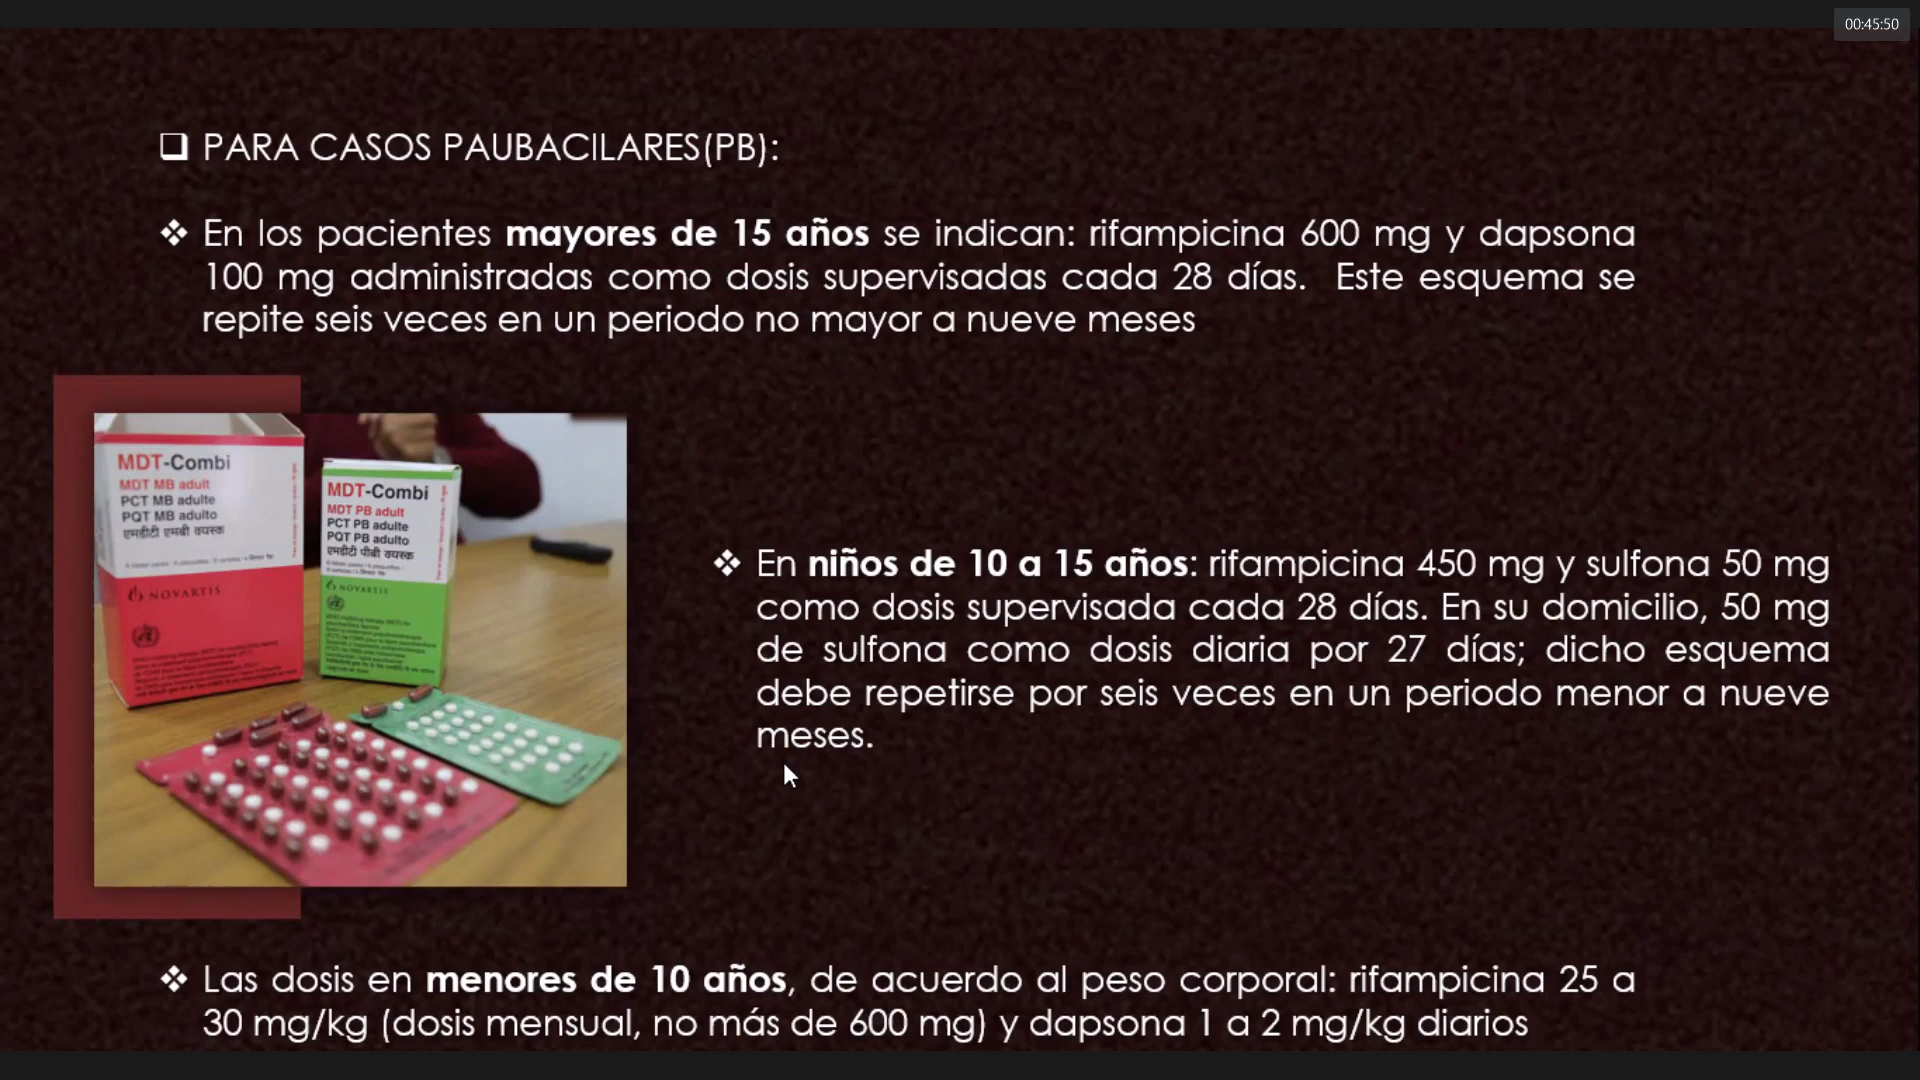 00:45:50
PARA CASOS PAUBACILARES(PB):
En los pacientes mayores de 15 años se indican: rifampicina 600 mg y dapsona
100 mg administradas como dosis supervisadas cada 28 días. Este esquema se
repite seis veces en un periodo no mayor a nueve meses
MDT-Combi
MDT MB adult
PCT MB adulte
PQT MB adulto
एमडीटी एमबी वयस्क
NOVARTIS
MDT-Combi
MDT PB adult
PCT PB adulte
PQT PB adulto
एमडीटी पीबी वयस्क
NOVARTIS
En niños de 10 a 15 años: rifampicina 450 mg y sulfona 50 mg
como dosis supervisada cada 28 días. En su domicilio, 50 mg
de sulfona como dosis diaria por 27 días; dicho esquema
debe repetirse por seis veces en un periodo menor a nueve
meses.
Las dosis en menores de 10 años, de acuerdo al peso corporal: rifampicina 25 a
30 mg/kg (dosis mensual, no más de 600 mg) y dapsona 1 a 2 mg/kg diarios